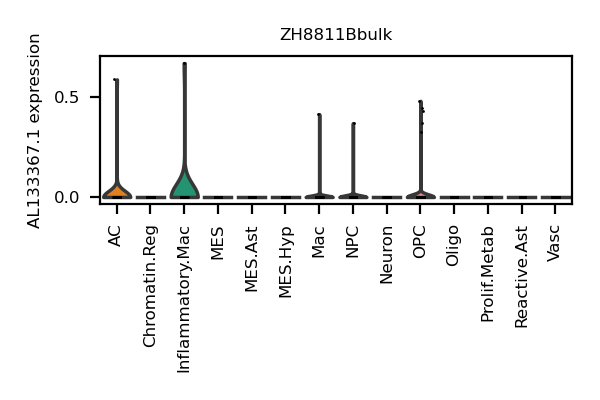 ZH8811Bbulk
AL133367.1 expression
0.5
0.0
AC
Chromatin.Reg
Inflammatory.Mac
MES
MES.Ast
MES.Hyp
Mac
NPC
Neuron
OPC
Oligo
Prolif.Metab
Reactive.Ast
Vasc